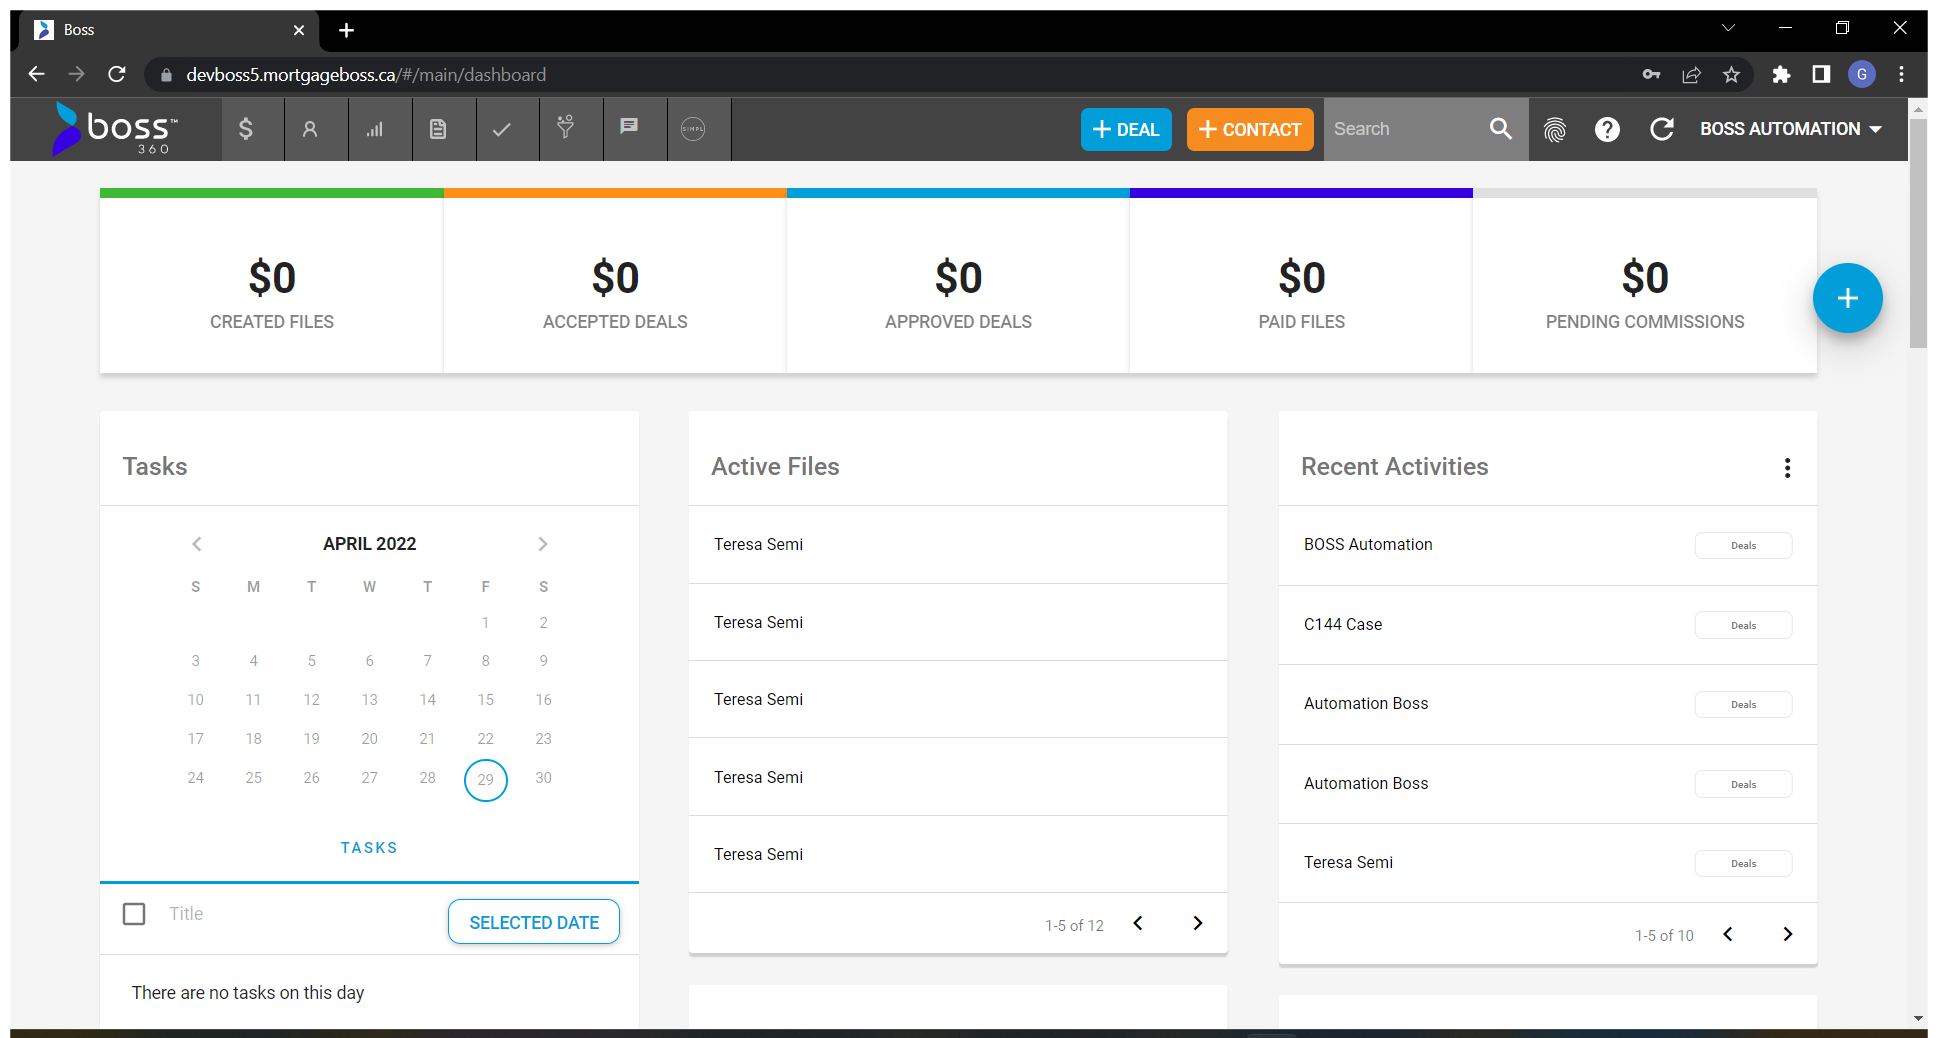 Boss
devboss5.mortgageboss.ca/#/main/dashboard
G
boss™
360
SIMPL
+ DEAL
+ CONTACT
Search
BOSS AUTOMATION
$0
CREATED FILES
$0
ACCEPTED DEALS
$0
APPROVED DEALS
$0
PAID FILES
$0
PENDING COMMISSIONS
Tasks
APRIL 2022
S M T W T F S
1 2
3 4 5 6 7 8 9
10 11 12 13 14 15 16
17 18 19 20 21 22 23
24 25 26 27 28 29 30
TASKS
Title
SELECTED DATE
There are no tasks on this day
Active Files
Teresa Semi
Teresa Semi
Teresa Semi
Teresa Semi
Teresa Semi
1-5 of 12
Recent Activities
BOSS Automation Deals
C144 Case Deals
Automation Boss Deals
Automation Boss Deals
Teresa Semi Deals
1-5 of 10